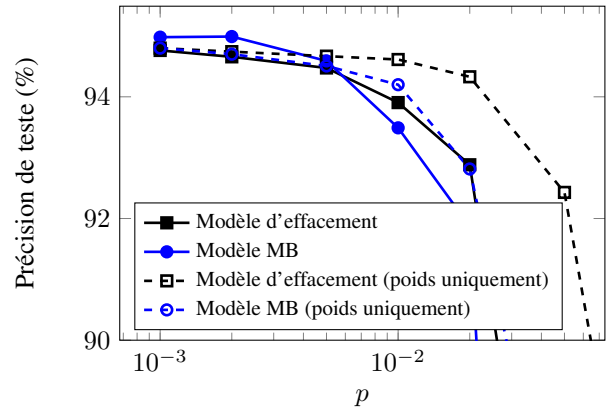 94
92
90
Précision de teste (%)
Modèle d'effacement
Modèle MB
Modèle d'effacement (poids uniquement)
Modèle MB (poids uniquement)
10⁻³
10⁻²
p